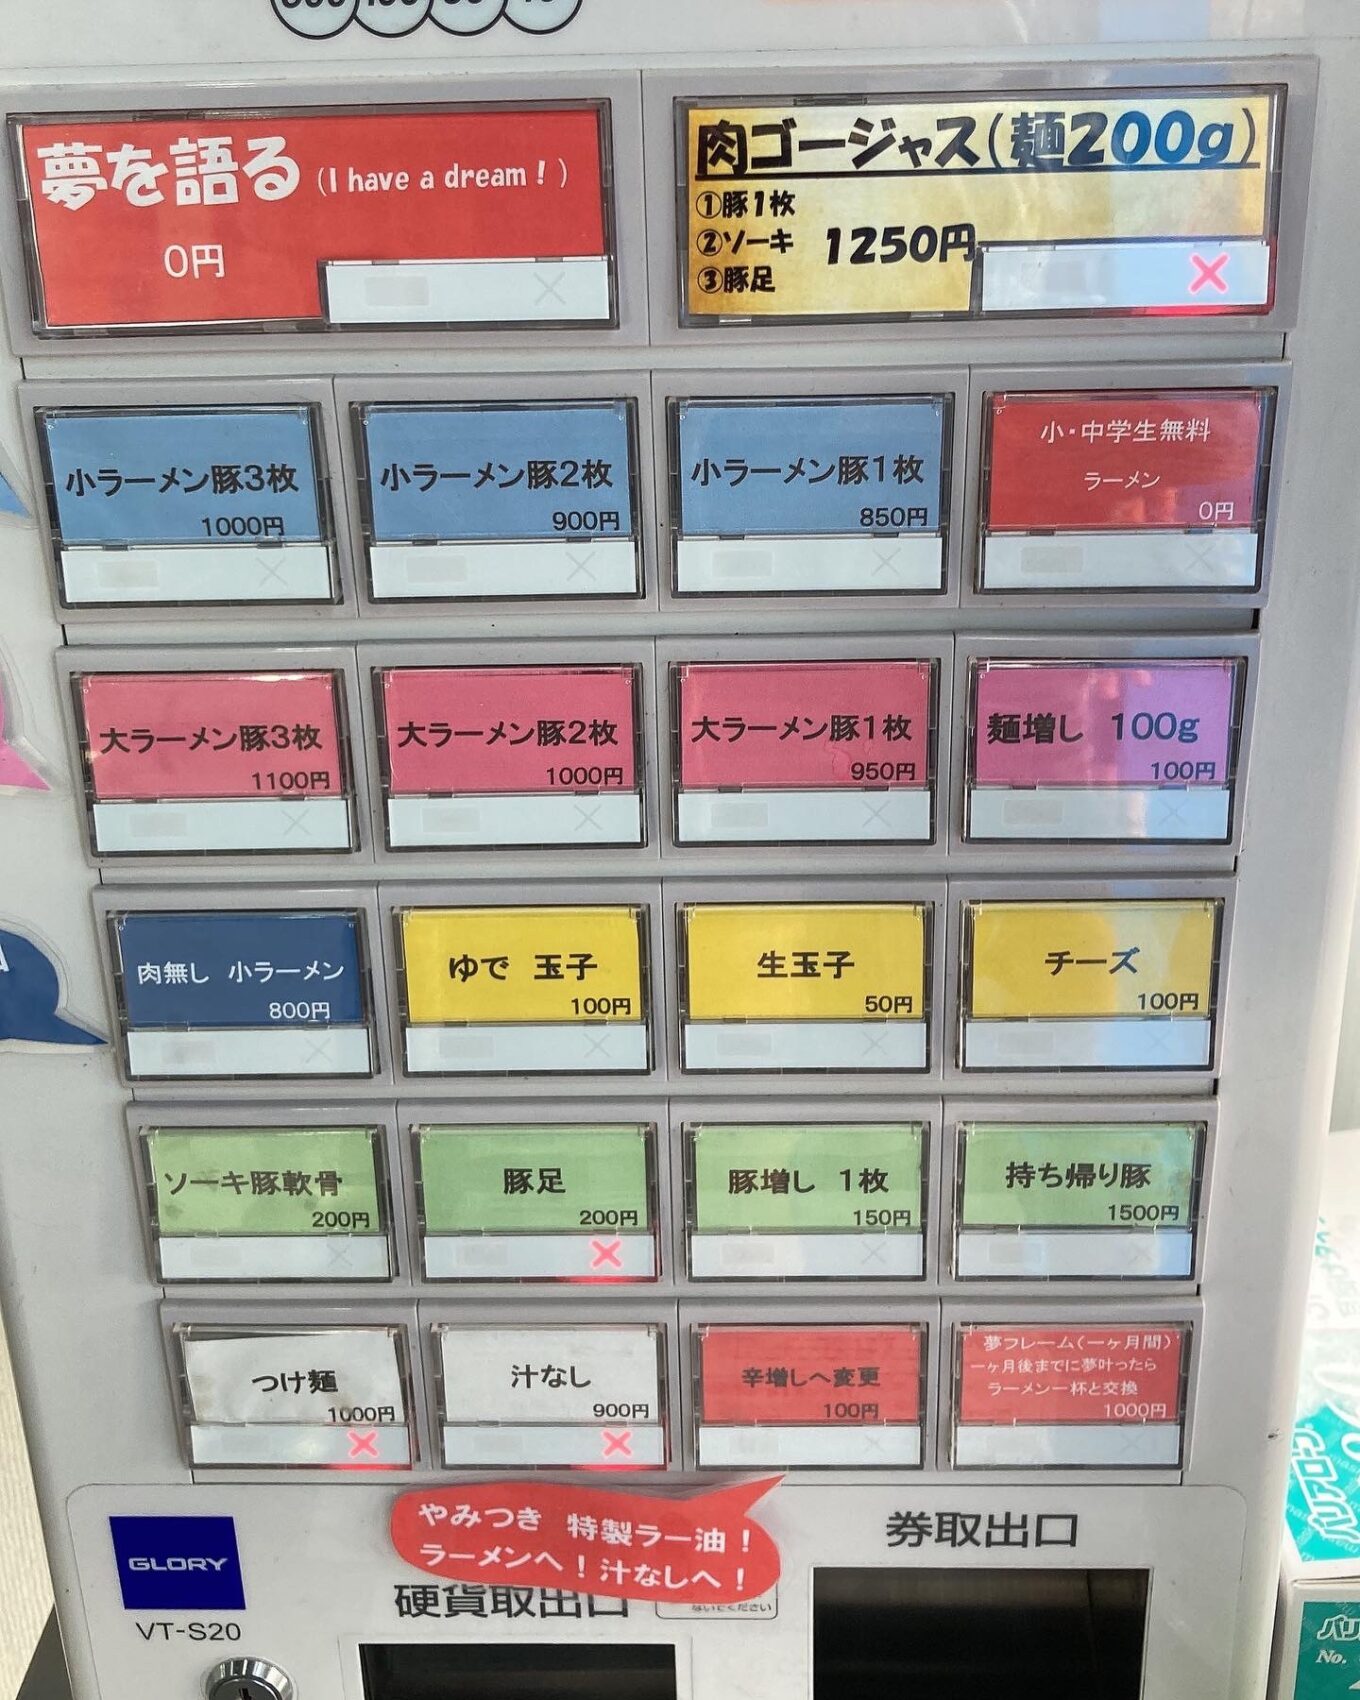 夢を語る(I have a dream!)
0円
肉ゴージャス(麺200g)
①豚1枚
②ソーキ 1250円
③豚足
小ラーメン豚3枚
1000円
小ラーメン豚2枚
900円
小ラーメン豚1枚
850円
小・中学生無料
ラーメン
0円
大ラーメン豚3枚
1100円
大ラーメン豚2枚
1000円
大ラーメン豚1枚
950円
麺増し 100g
100円
肉無し 小ラーメン
800円
ゆで 玉子
100円
生玉子
50円
チーズ
100円
ソーキ豚軟骨
200円
豚足
200円
豚増し 1枚
150円
持ち帰り豚
1500円
つけ麺
1000円
汁なし
900円
辛増しへ変更
100円
夢フレーム(一ヶ月間)
一ヶ月後までに夢叶ったら
ラーメン一杯と交換
1000円
やみつき 特製ラー油!
ラーメンへ!汁なしへ!
GLORY
VT-S20
硬貨取出口
ないでください
券取出口
バリアロン
No.